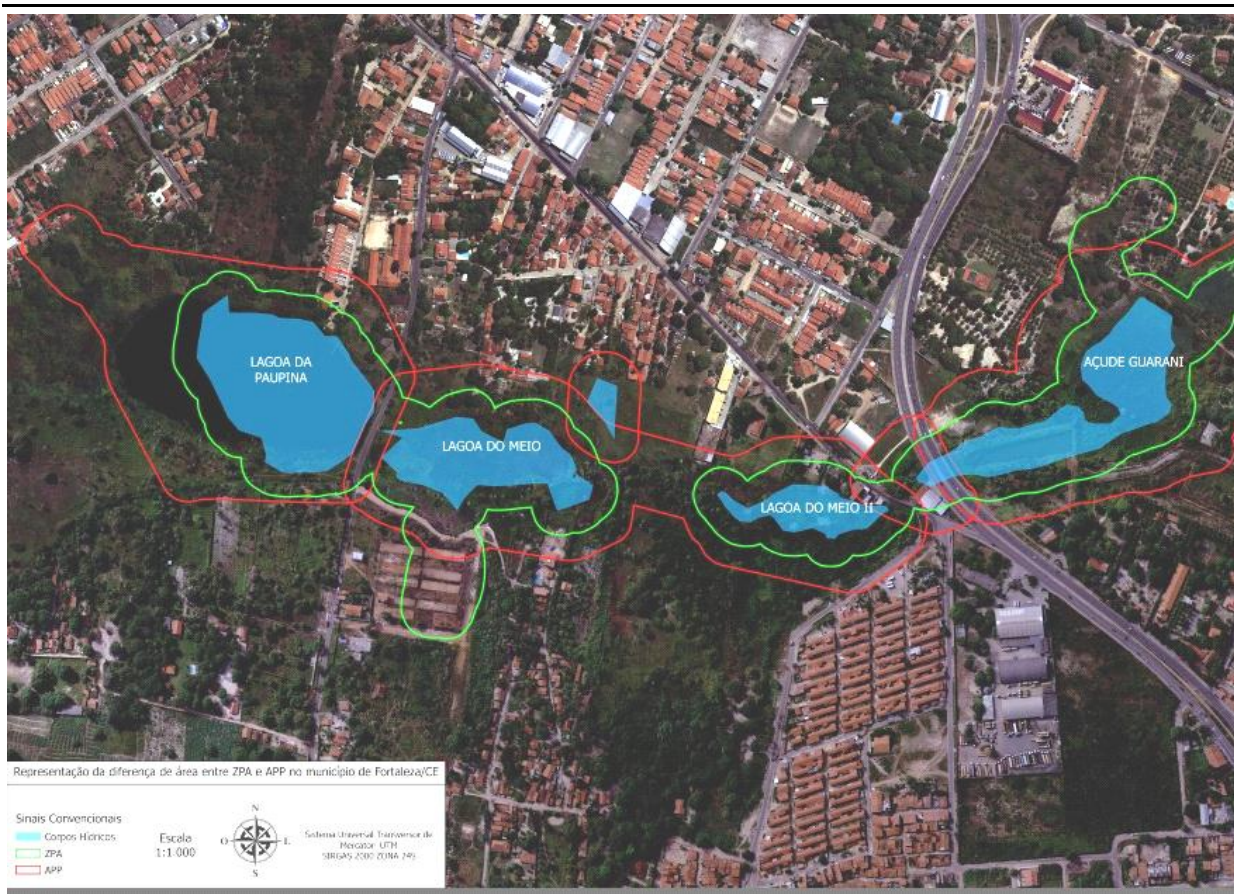 LAGOA DA
PAUPINA
LAGOA DO MEIO
LAGOA DO MEIO II
AÇUDE GUARANI
Representação da diferença de área entre ZPA e APP no município de Fortaleza/CE
Sinais Convencionais
Corpos Hídricos
ZPA
APP
Escala
1:1-000
N
O
L
S
Sistema Universal Transversor de
Mercator UTM
SIRGAS 2000 ZONA 24S